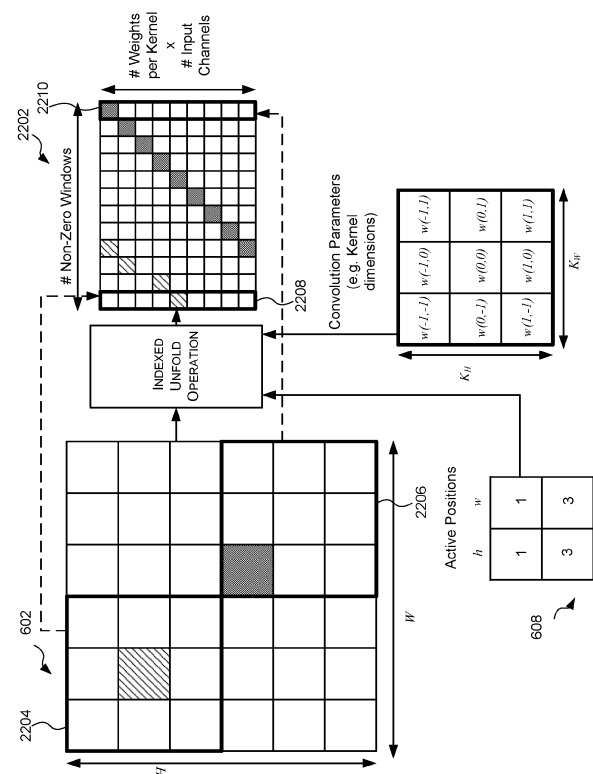 2204
602
2202
2210
# Non-Zero Windows
# Weights
per Kernel
x
# Input
Channels
H
INDEXED
UNFOLD
OPERATION
2208
Convolution Parameters
(e.g. Kernel
dimensions)
W
2206
Active Positions
h w
1 1
3 3
608
w(-1,-1) w(-1,0) w(-1,1)
w(0,-1) w(0,0) w(0,1)
w(1,-1) w(1.0) w(1,1)
KH
KW